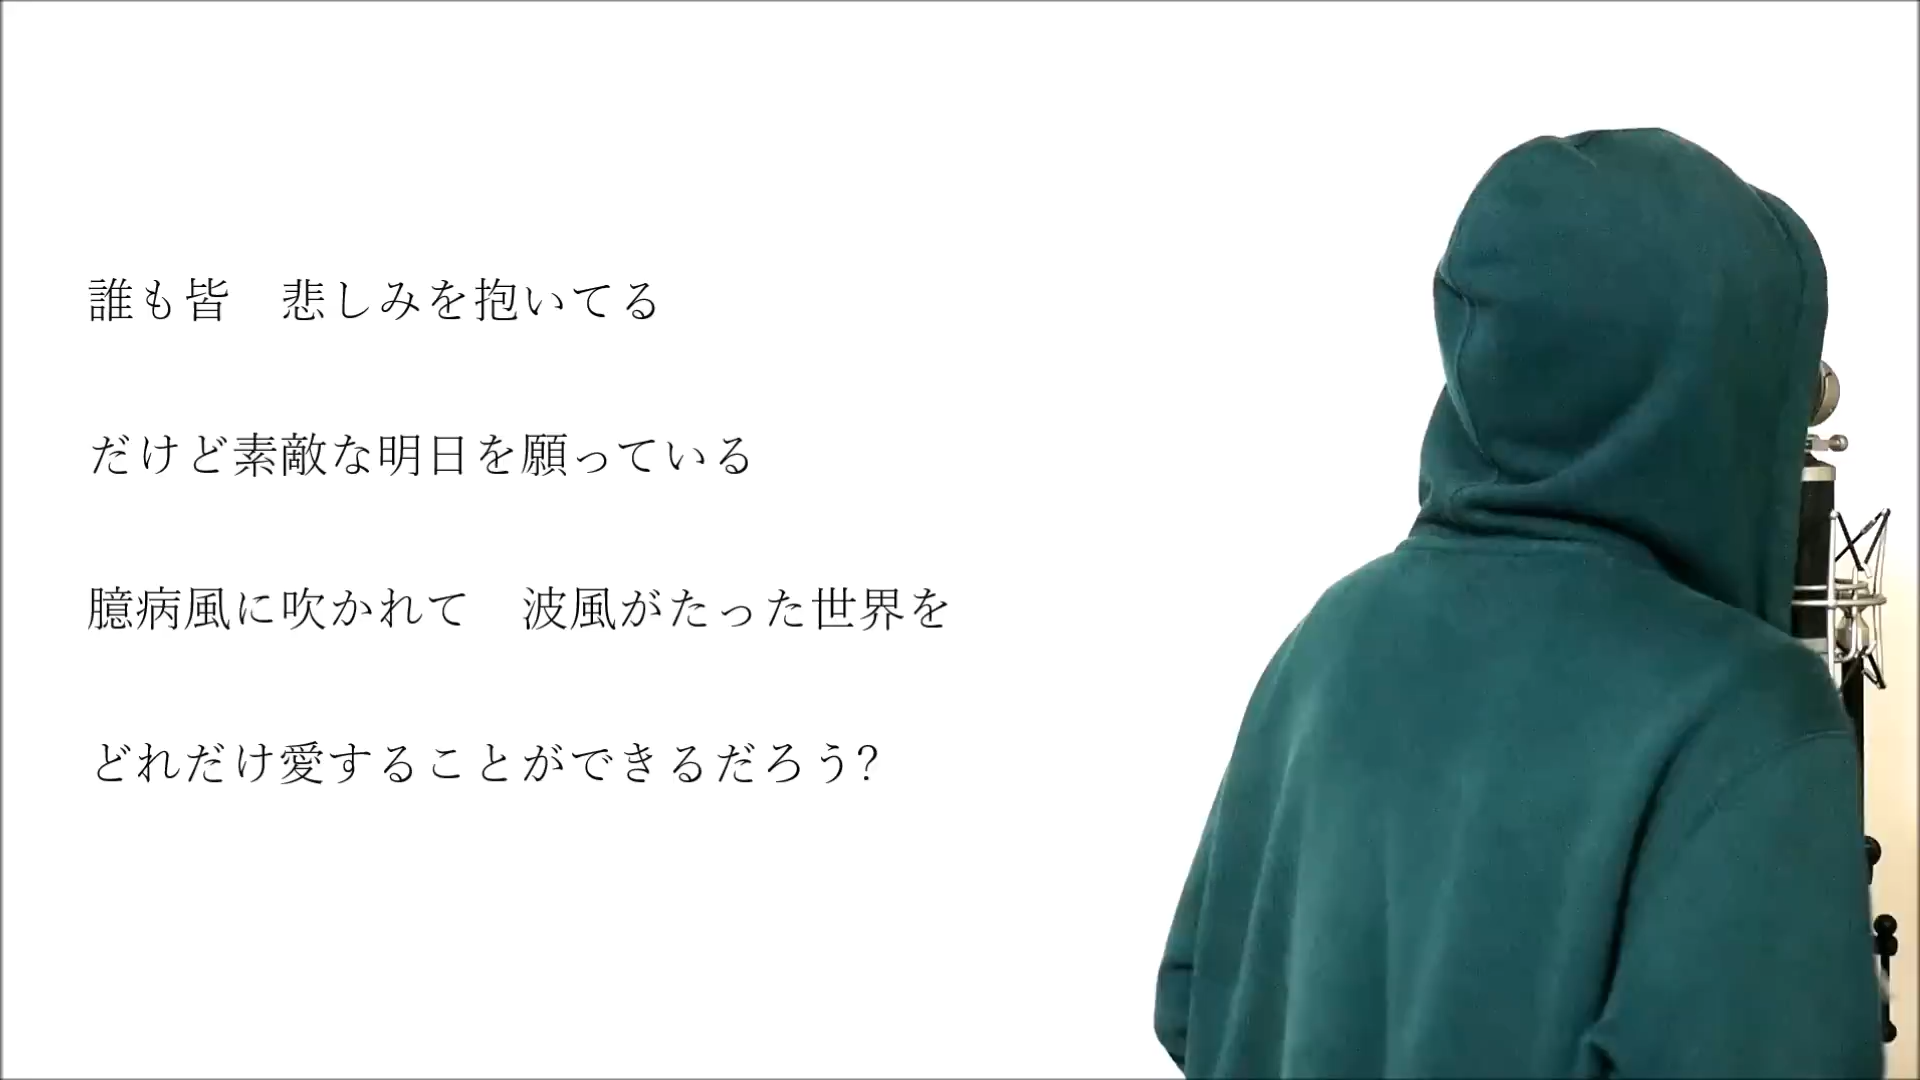 誰も皆　悲しみを抱いてる
だけど素敵な明日を願っている
臆病風に吹かれて　波風がたった世界を
どれだけ愛することができるだろう?